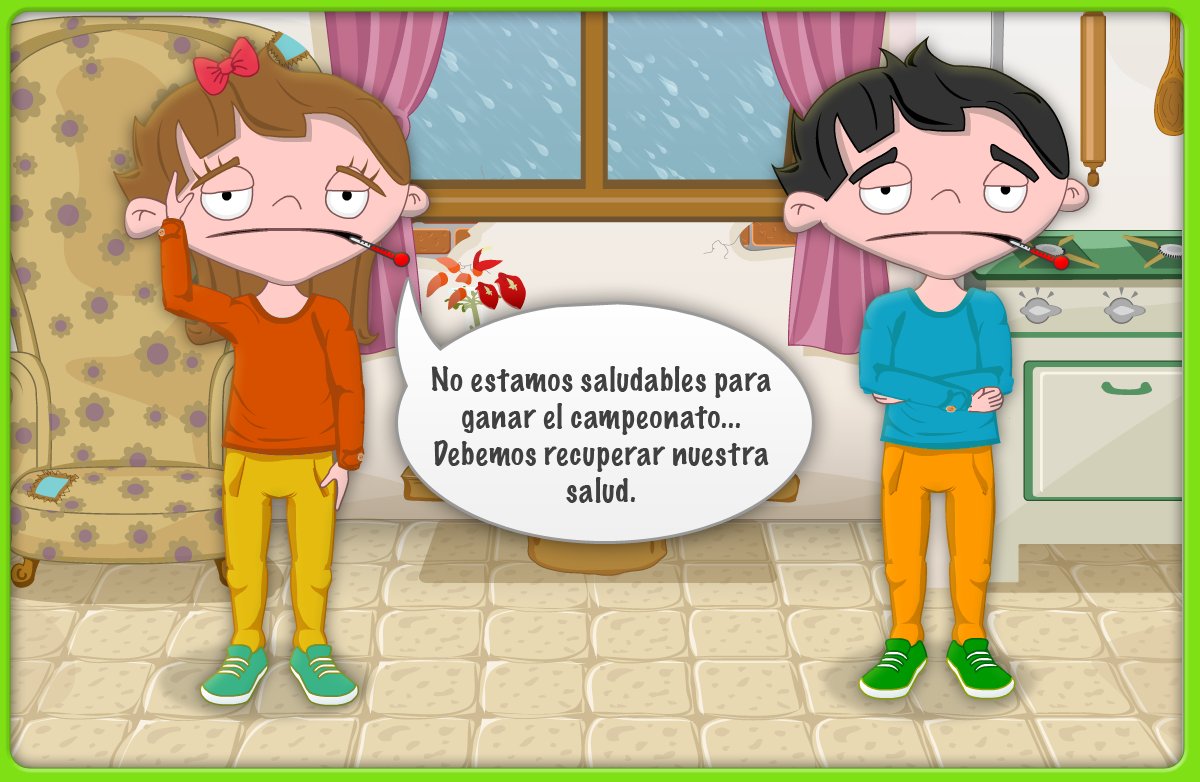 No estamos saludables para
ganar el campeonato...
Debemos recuperar nuestra
salud.